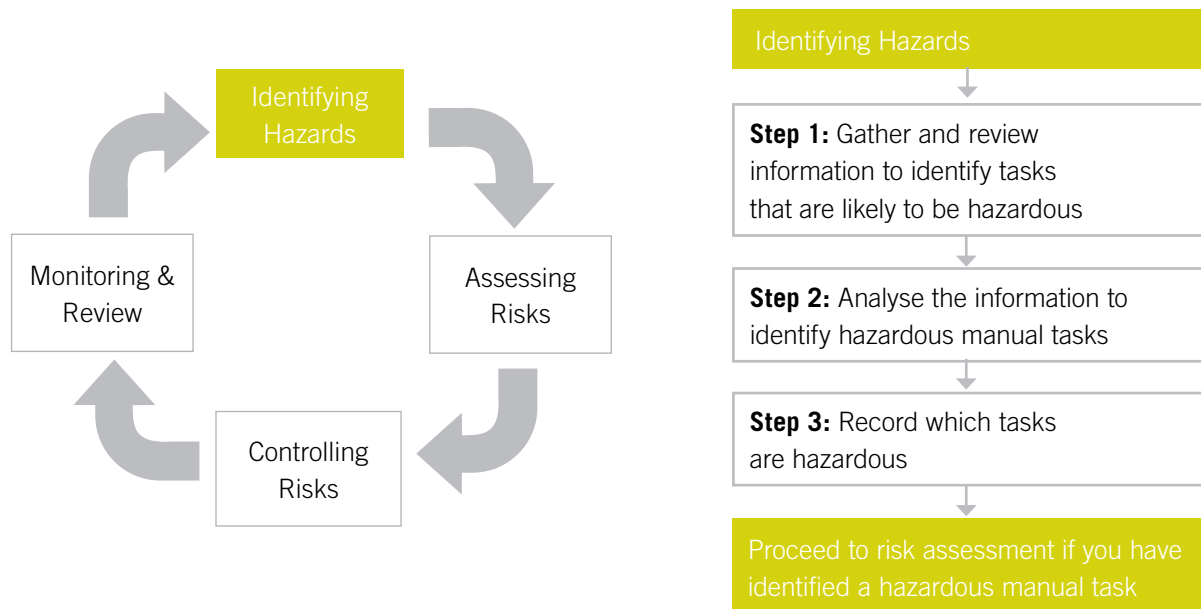 Identifying
Hazards
Assessing
Risks
Controlling
Risks
Monitoring &
Review
Identifying Hazards
Step 1: Gather and review
information to identify tasks
that are likely to be hazardous
Step 2: Analyse the information to
identify hazardous manual tasks
Step 3: Record which tasks
are hazardous
Proceed to risk assessment if you have
identified a hazardous manual task